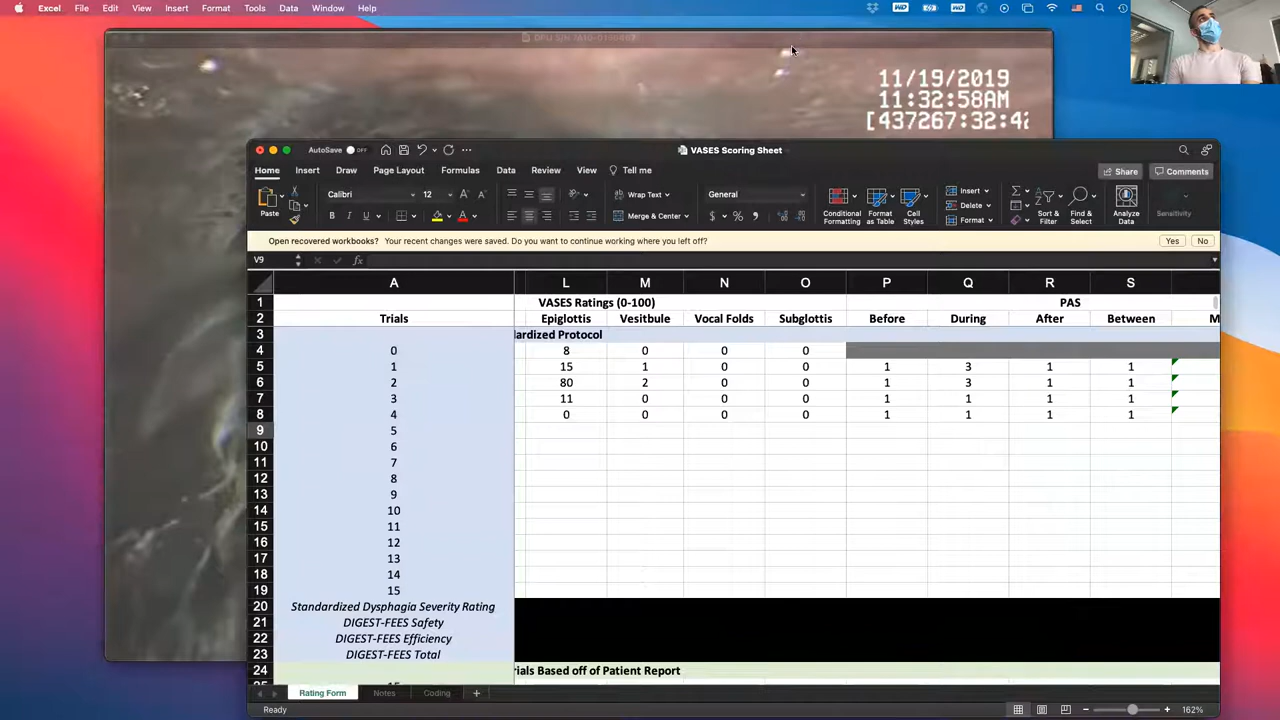 Excel File Edit View Insert Format Tools Data Window Help
11/19/2019
11:32:58AM
[437267:32:42
AutoSave OFF
VASES Scoring Sheet
Home Insert Draw Page Layout Formulas Data Review View Tell me
Share Comments
Paste
Calibri 12
B I U
Wrap Text
Merge & Center
General
$ %
Conditional Formatting
Format as Table
Cell Styles
Insert
Delete
Format
Sort & Filter
Find & Select
Analyze Data
Sensitivity
Open recovered workbooks? Your recent changes were saved. Do you want to continue working where you left off? Yes No
V9 fx
A L M N O P Q R S
1 VASES Ratings (0-100) PAS
2 Trials Epiglottis Vesitbule Vocal Folds Subglottis Before During After Between M
3 dardized Protocol
4 0 8 0 0 0
5 1 15 1 0 0 1 3 1 1
6 2 80 2 0 0 1 3 1 1
7 3 11 0 0 0 1 1 1 1
8 4 0 0 0 0 1 1 1 1
9 5
10 6
11 7
12 8
13 9
14 10
15 11
16 12
17 13
18 14
19 15
20 Standardized Dysphagia Severity Rating
21 DIGEST-FEES Safety
22 DIGEST-FEES Efficiency
23 DIGEST-FEES Total
24 rials Based off of Patient Report
Rating Form Notes Coding +
Ready 162%